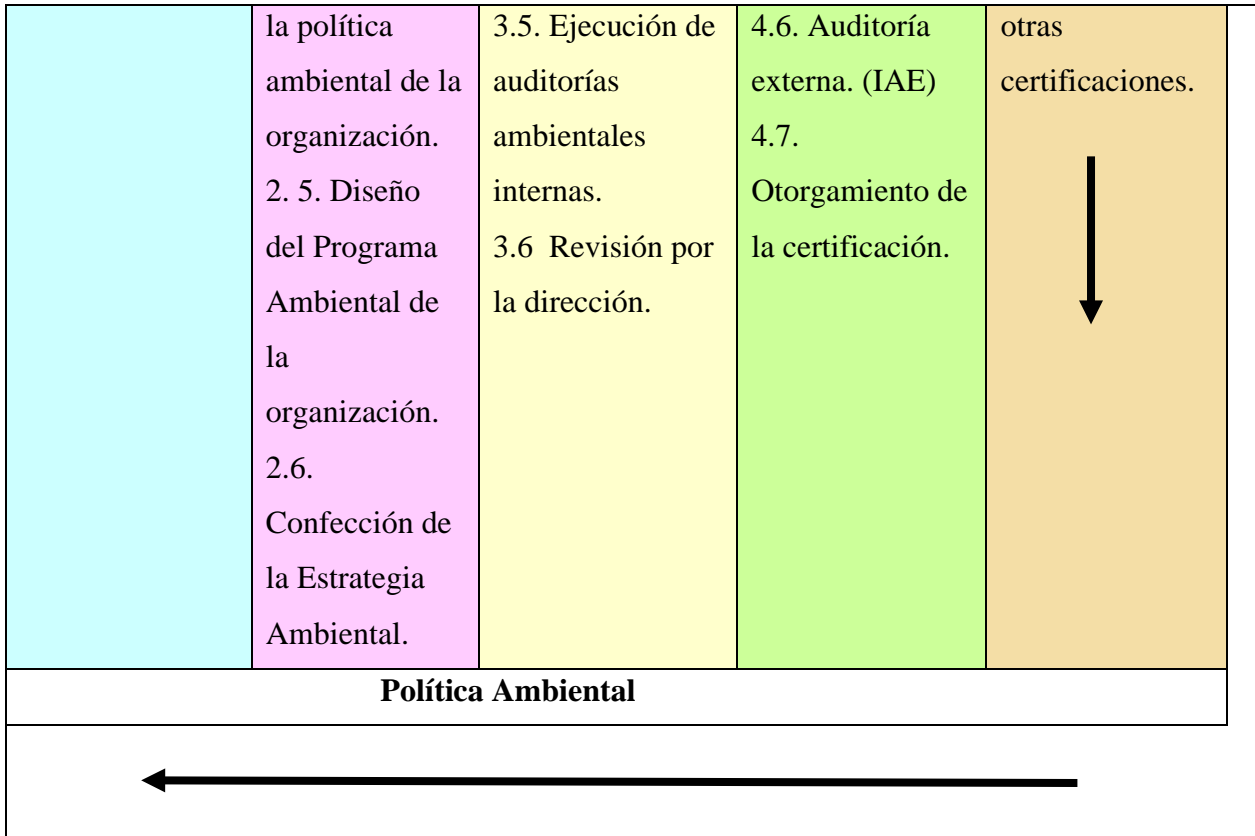 la política
ambiental de la
organización.
2. 5. Diseño
del Programa
Ambiental de
la
organización.
2.6.
Confección de
la Estrategia
Ambiental.
3.5. Ejecución de
auditorías
ambientales
internas.
3.6  Revisión por
la dirección.
4.6. Auditoría
externa. (IAE)
4.7.
Otorgamiento de
la certificación.
otras
certificaciones.
Política Ambiental